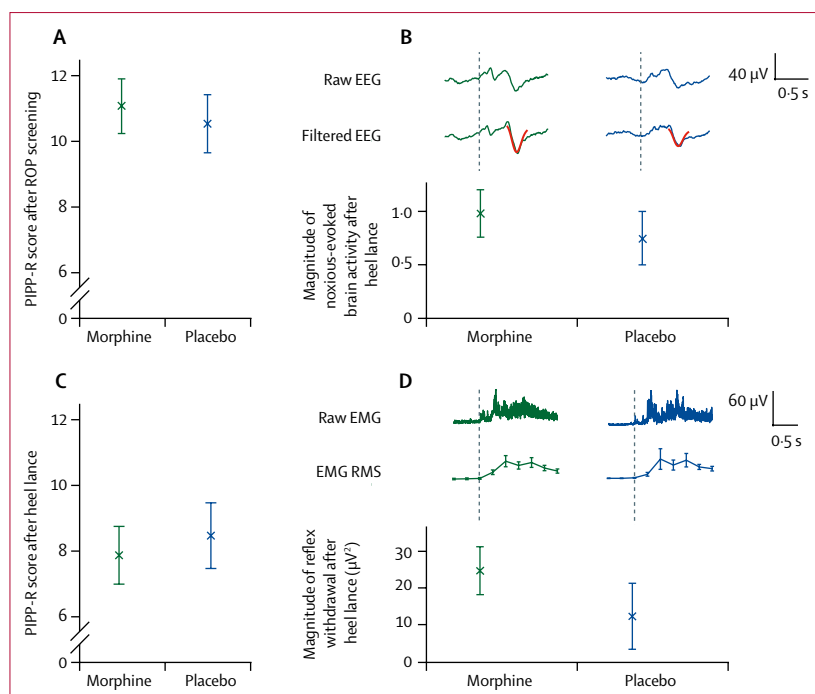 A
PIPP-R score after ROP screening
12
10
8
6
0
Morphine
Placebo
B
Raw EEG
Filtered EEG
40 µV
0·5 s
Magnitude of
noxious-evoked
brain activity after
heel lance
1·0
0·5
0
Morphine
Placebo
C
PIPP-R score after heel lance
12
10
8
6
0
Morphine
Placebo
D
Raw EMG
EMG RMS
60 µV
0·5 s
Magnitude of reflex
withdrawal after
heel lance (µV²)
30
20
10
0
Morphine
Placebo